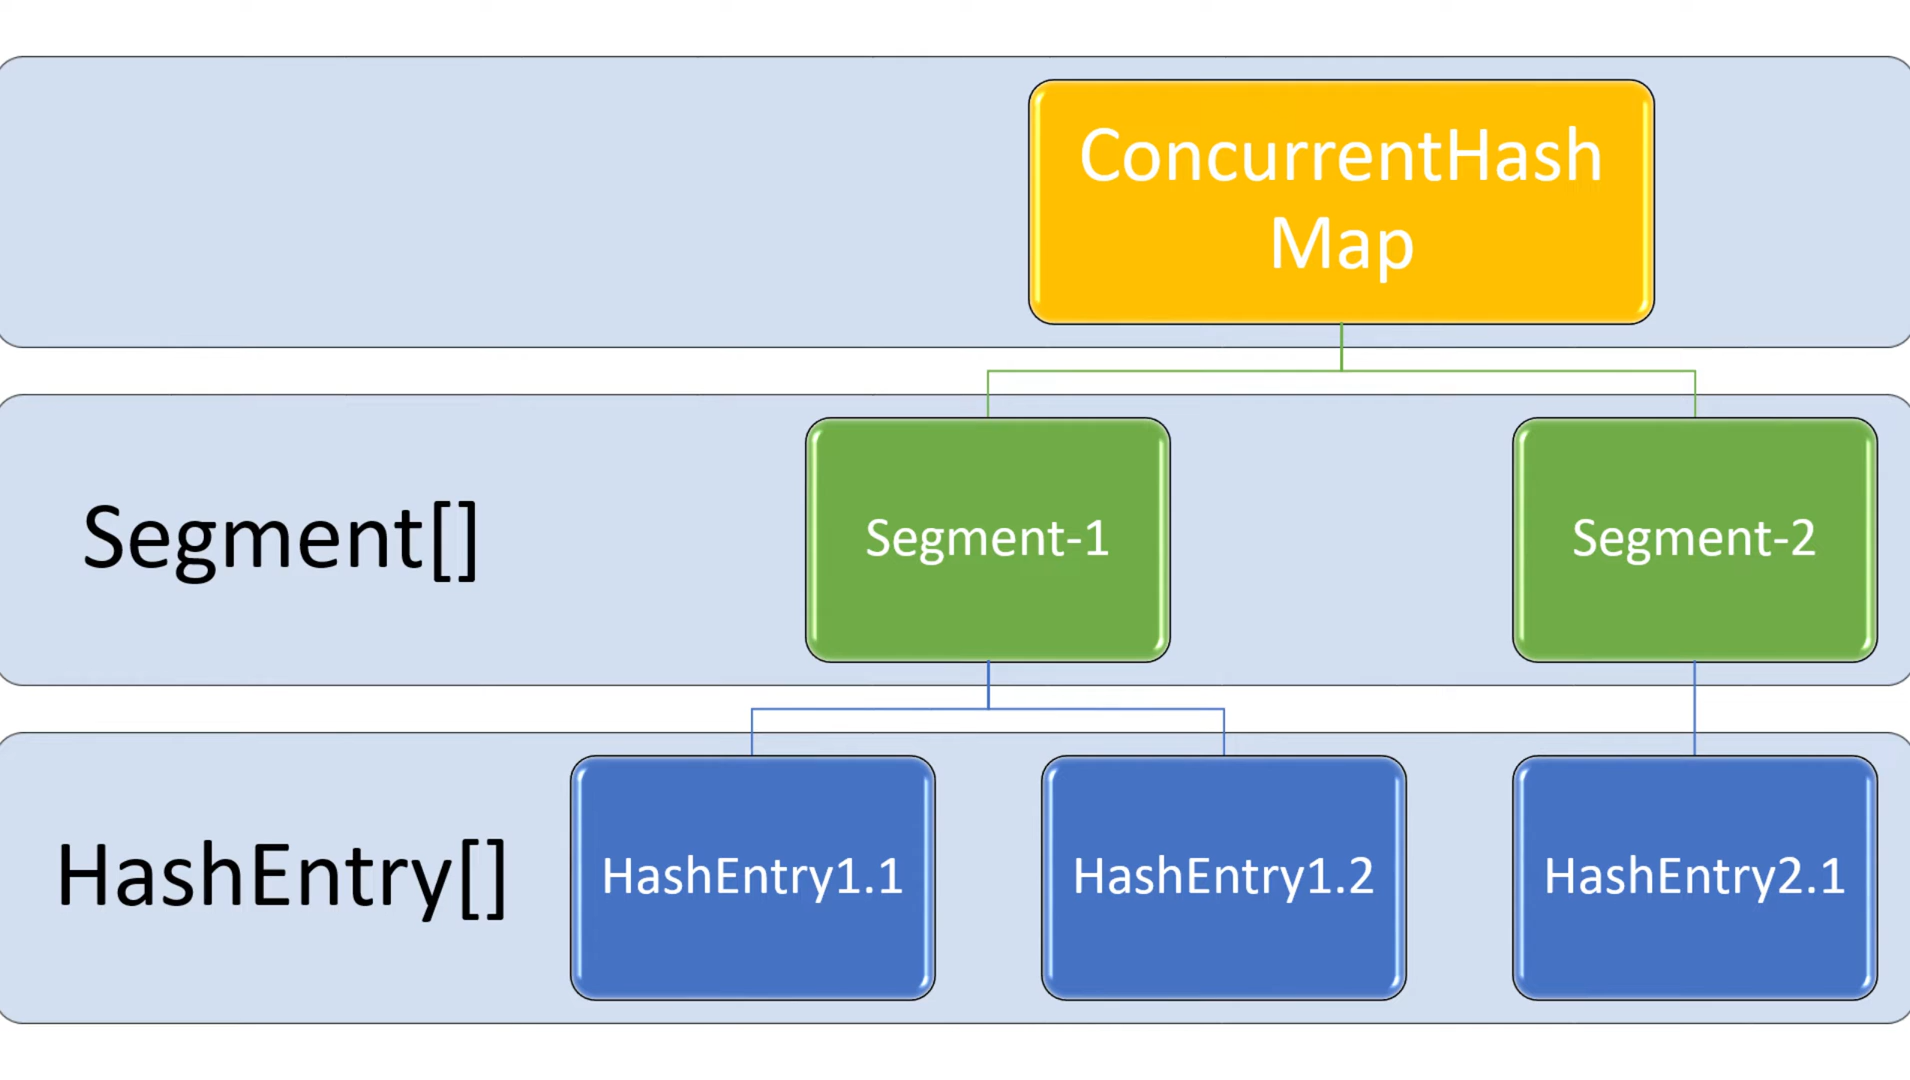 ConcurrentHash
Map
Segment[]
Segment-1
Segment-2
HashEntry[]
HashEntry1.1
HashEntry1.2
HashEntry2.1